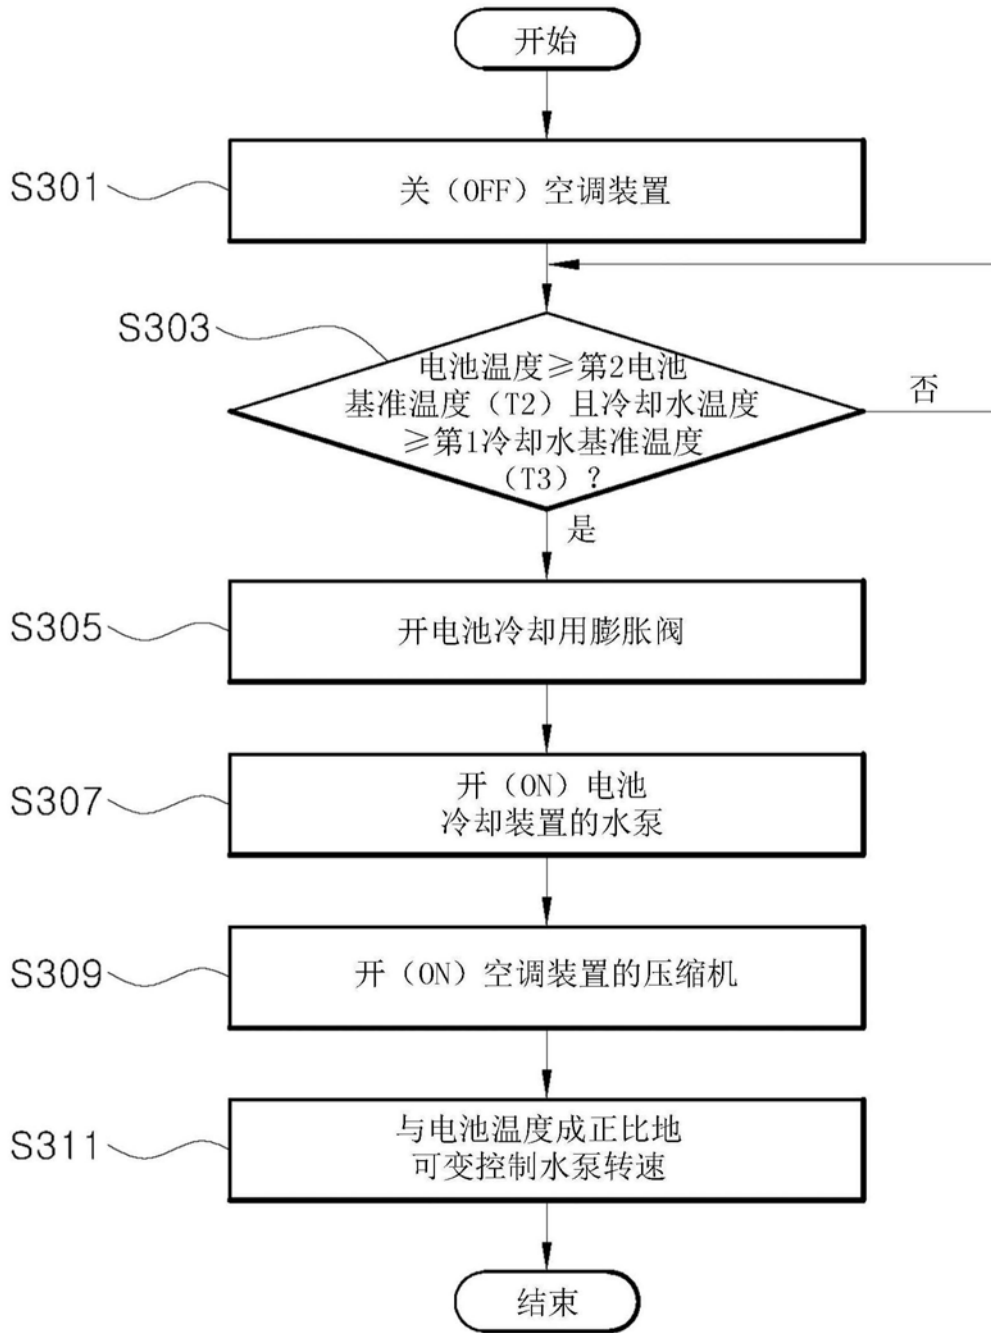 开始
S301
关（OFF）空调装置
S303
电池温度≥第2电池
基准温度（T2）且冷却水温度
≥第1冷却水基准温度
（T3）？
否
是
S305
开电池冷却用膨胀阀
S307
开（ON）电池
冷却装置的水泵
S309
开（ON）空调装置的压缩机
S311
与电池温度成正比地
可变控制水泵转速
结束